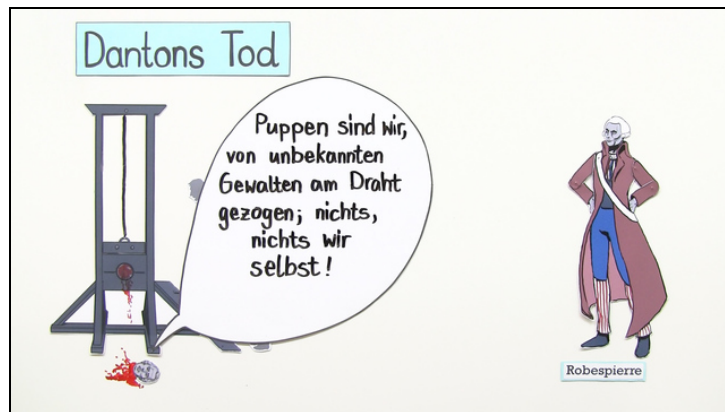 Dantons Tod
Puppen sind wir,
von unbekannten
Gewalten am Draht
gezogen; nichts,
nichts wir
selbst!
Robespierre